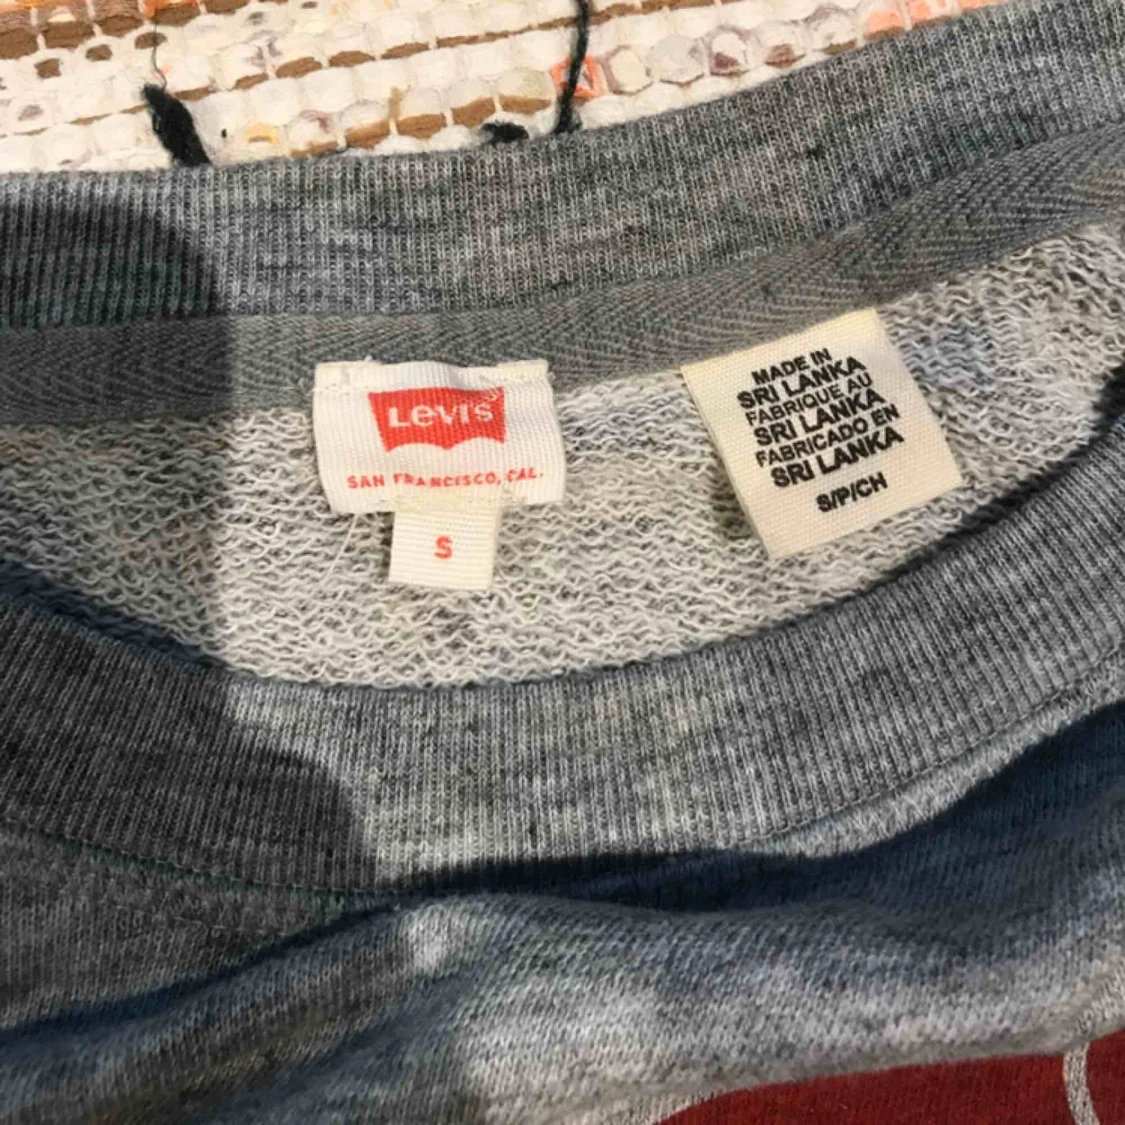 Levi's
SAN FRANCISCO, CAL.
S
MADE IN
SRI LANKA
FABRIQUE AU
SRI LANKA
FABRICADO EN
SRI LANKA
S/P/CH